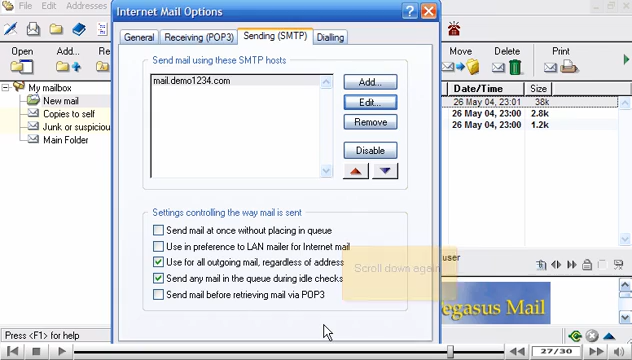 File Edit Addresses
Internet Mail Options
General Receiving (POP3) Sending (SMTP) Dialling
Open Add..
Move Delete Print
Send mail using these SMTP hosts
mail.demo1234.com
Add...
Edit...
Remove
Disable
My mailbox
New mail
Copies to self
Junk or suspicious
Main Folder
Date/Time Size
26 May 04, 23:01 38k
26 May 04, 23:00 2.8k
26 May 04, 23:00 1.2k
Settings controlling the way mail is sent
Send mail at once without placing in queue
Use in preference to LAN mailer for Internet mail
Use for all outgoing mail, regardless of address
Send any mail in the queue during idle checks
Send mail before retrieving mail via POP3
Scroll down again
user
egasus Mail
Press <F1> for help
27/30